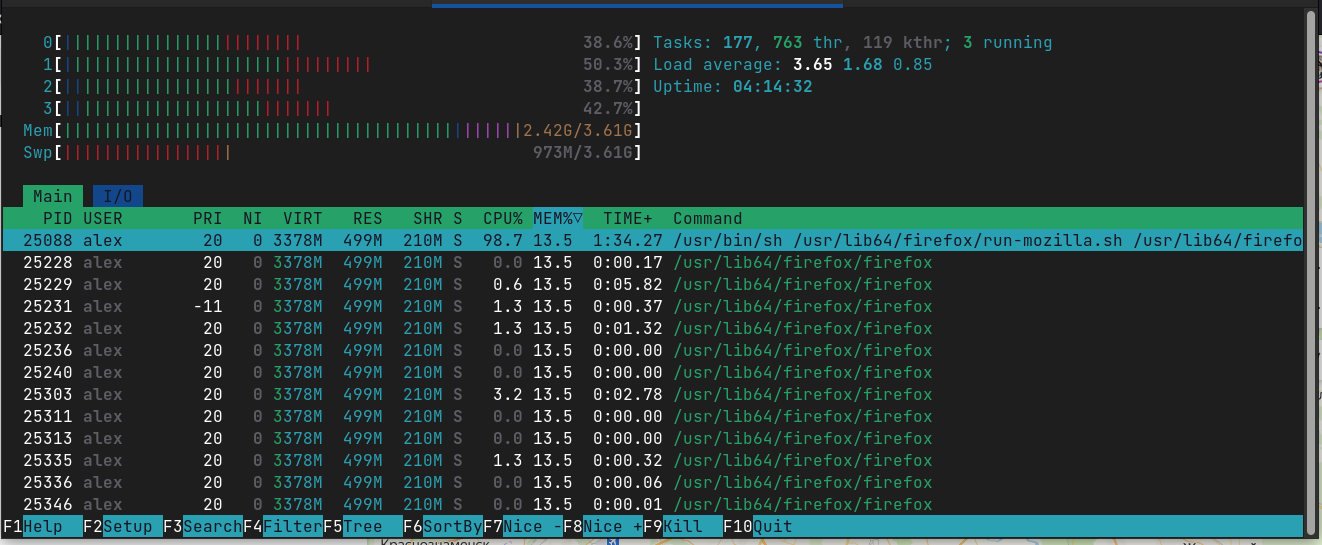 0[ 38.6%] Tasks: 177, 763 thr, 119 kthr; 3 running
1[ 50.3%] Load average: 3.65 1.68 0.85
2[ 38.7%] Uptime: 04:14:32
3[ 42.7%]
Mem[ 2.42G/3.61G]
Swp[ 973M/3.61G]
Main I/O
PID USER PRI NI VIRT RES SHR S CPU% MEM%▽ TIME+ Command
25088 alex 20 0 3378M 499M 210M S 98.7 13.5 1:34.27 /usr/bin/sh /usr/lib64/firefox/run-mozilla.sh /usr/lib64/firefo
25228 alex 20 0 3378M 499M 210M S 0.0 13.5 0:00.17 /usr/lib64/firefox/firefox
25229 alex 20 0 3378M 499M 210M S 0.6 13.5 0:05.82 /usr/lib64/firefox/firefox
25231 alex -11 0 3378M 499M 210M S 1.3 13.5 0:00.37 /usr/lib64/firefox/firefox
25232 alex 20 0 3378M 499M 210M S 1.3 13.5 0:01.32 /usr/lib64/firefox/firefox
25236 alex 20 0 3378M 499M 210M S 0.0 13.5 0:00.00 /usr/lib64/firefox/firefox
25240 alex 20 0 3378M 499M 210M S 0.0 13.5 0:00.00 /usr/lib64/firefox/firefox
25303 alex 20 0 3378M 499M 210M S 3.2 13.5 0:02.78 /usr/lib64/firefox/firefox
25311 alex 20 0 3378M 499M 210M S 0.0 13.5 0:00.00 /usr/lib64/firefox/firefox
25313 alex 20 0 3378M 499M 210M S 0.0 13.5 0:00.00 /usr/lib64/firefox/firefox
25335 alex 20 0 3378M 499M 210M S 1.3 13.5 0:00.32 /usr/lib64/firefox/firefox
25336 alex 20 0 3378M 499M 210M S 0.0 13.5 0:00.06 /usr/lib64/firefox/firefox
25346 alex 20 0 3378M 499M 210M S 0.0 13.5 0:00.01 /usr/lib64/firefox/firefox
F1Help F2Setup F3SearchF4FilterF5Tree F6SortByF7Nice -F8Nice +F9Kill F10Quit